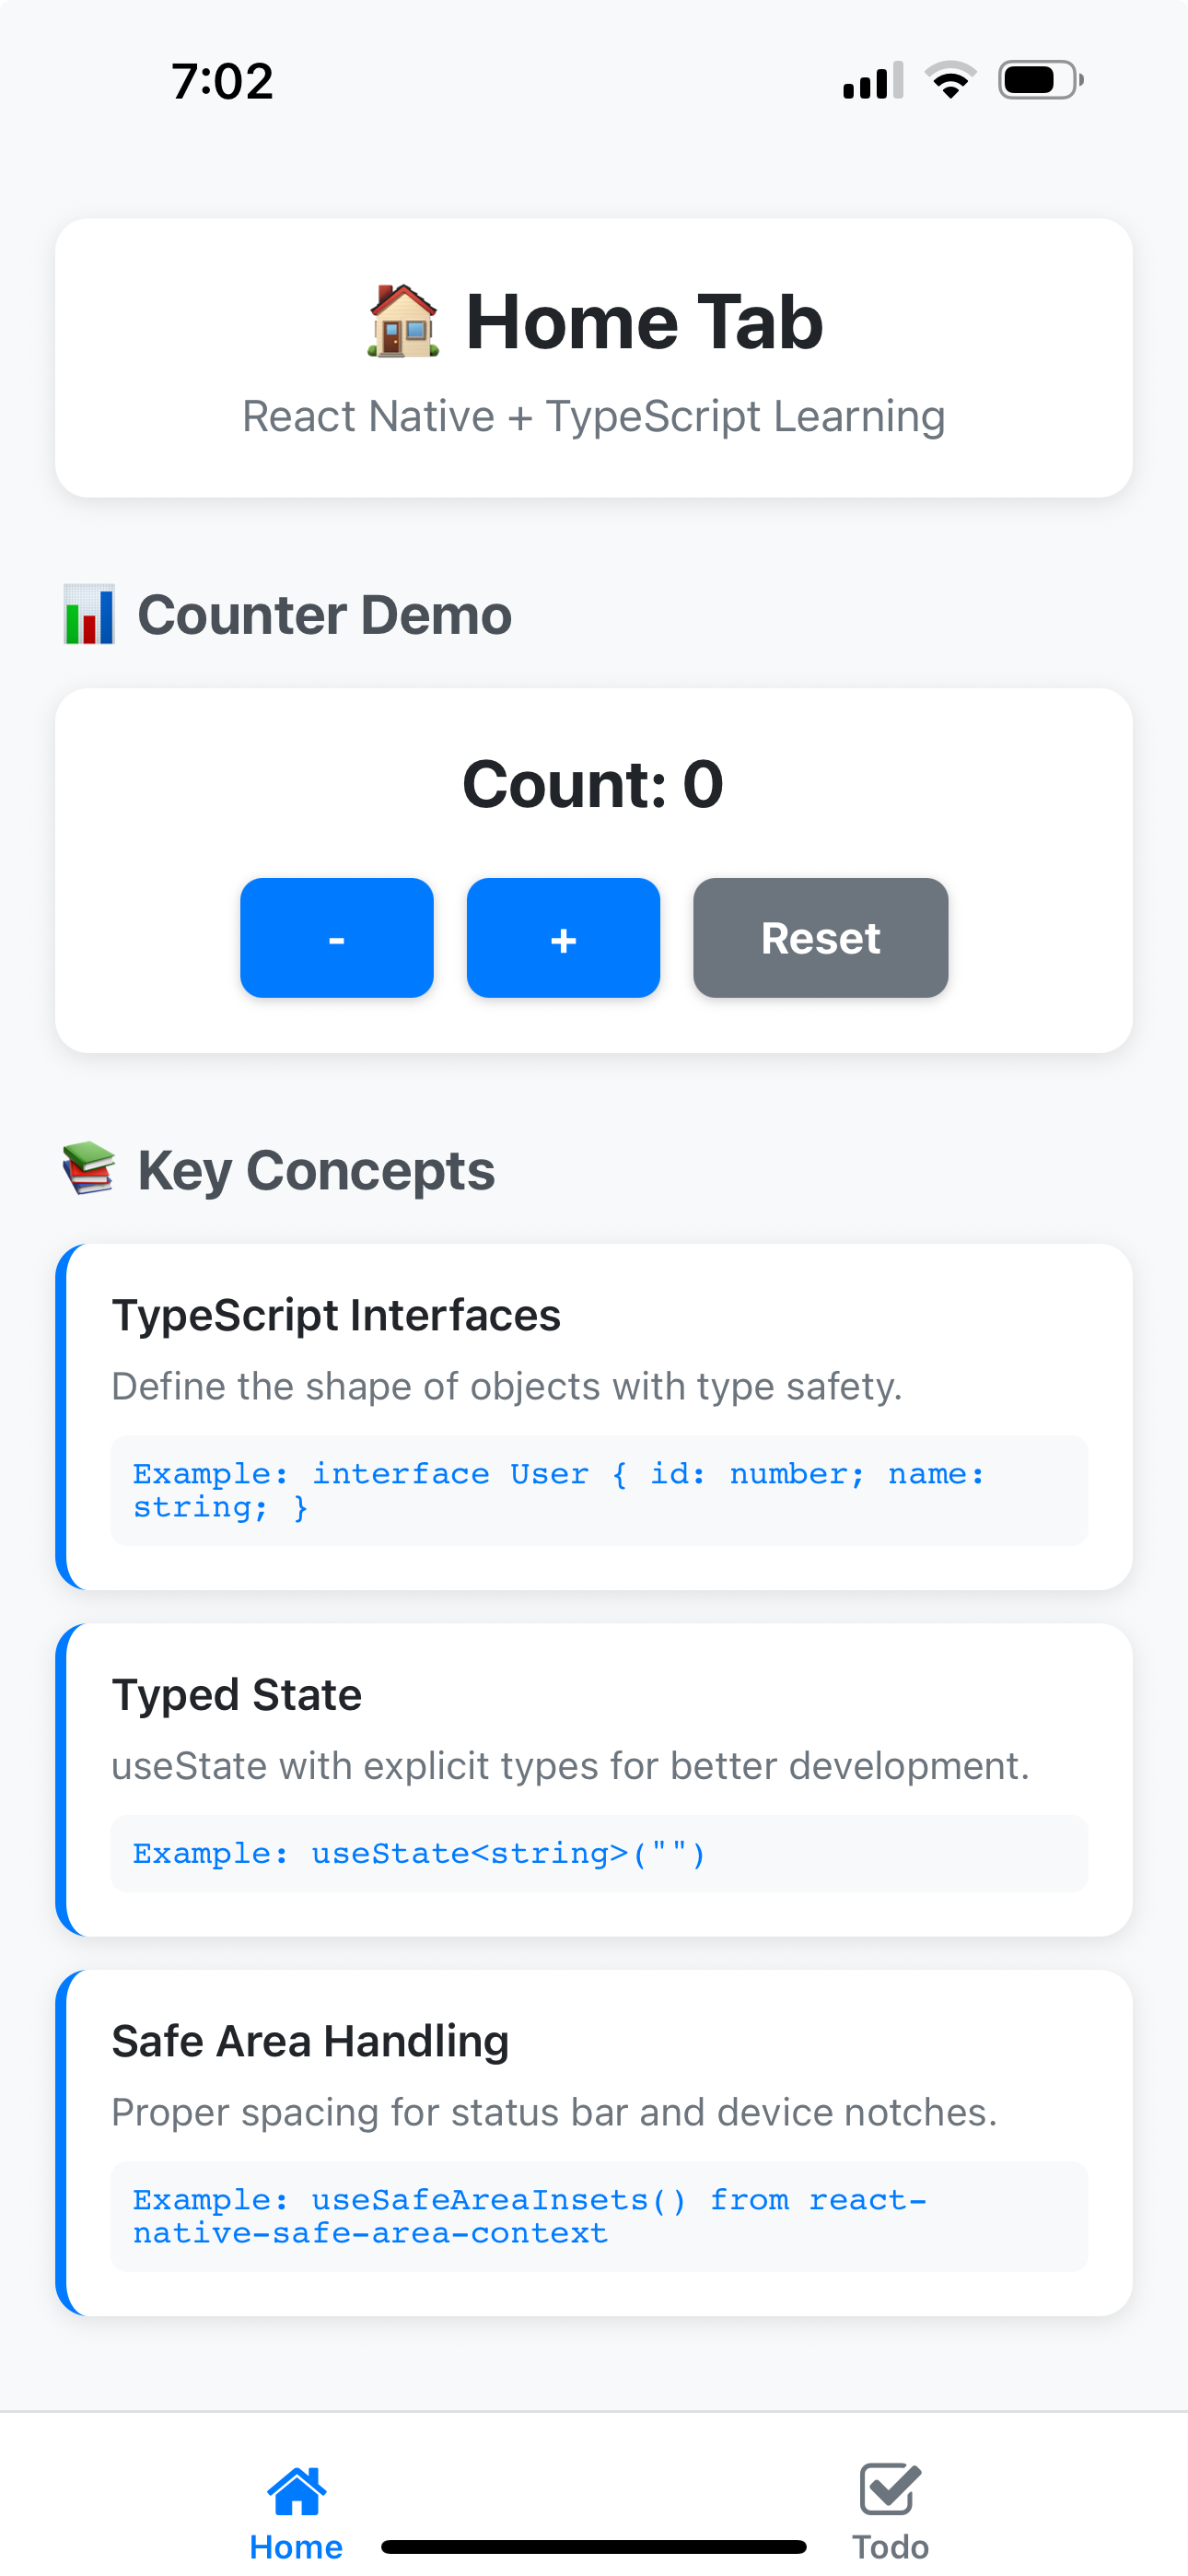 7:02
🏠 Home Tab
React Native + TypeScript Learning
📊 Counter Demo
Count: 0
-
+
Reset
📚 Key Concepts
TypeScript Interfaces
Define the shape of objects with type safety.
Example: interface User { id: number; name:
string; }
Typed State
useState with explicit types for better development.
Example: useState<string>("")
Safe Area Handling
Proper spacing for status bar and device notches.
Example: useSafeAreaInsets() from react-
native-safe-area-context
Home
Todo